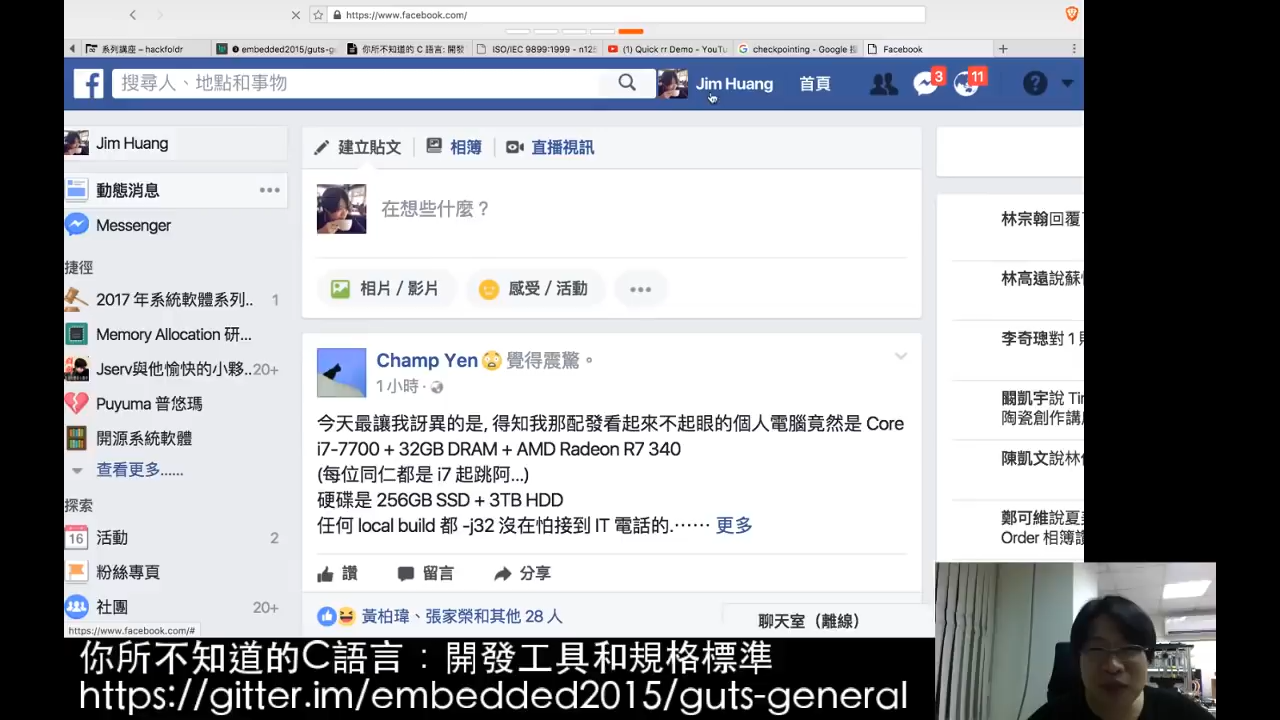 https://www.facebook.com/
系列講座 – hackfoldr
embedded2015/guts-g
你所不知道的 C 語言: 開發
ISO/IEC 9899:1999 - n12
(1) Quick rr Demo - YouTu
checkpointing - Google
Facebook
搜尋人、地點和事物
Jim Huang
首頁
3
11
Jim Huang
建立貼文
相簿
直播視訊
動態消息
在想些什麼？
Messenger
捷徑
2017 年系統軟體系列.. 1
Memory Allocation 研...
Jserv與他愉快的小夥.. 20+
Puyuma 普悠瑪
開源系統軟體
查看更多......
探索
16 活動 2
粉絲專頁
社團 20+
https://www.facebook.com/#
相片 / 影片
感受 / 活動
Champ Yen 覺得震驚。
1 小時
今天最讓我訝異的是, 得知我那配發看起來不起眼的個人電腦竟然是 Core
i7-7700 + 32GB DRAM + AMD Radeon R7 340
(每位同仁都是 i7 起跳阿...)
硬碟是 256GB SSD + 3TB HDD
任何 local build 都 -j32 沒在怕接到 IT 電話的.…… 更多
讚
留言
分享
黃柏瑋、張家榮和其他 28 人
聊天室（離線）
林宗翰回覆
林高遠說蘇
李奇璁對 1
關凱宇說 Ti
陶瓷創作講
陳凱文說林
鄭可維說夏
Order 相簿
你所不知道的C語言：開發工具和規格標準
https://gitter.im/embedded2015/guts-general